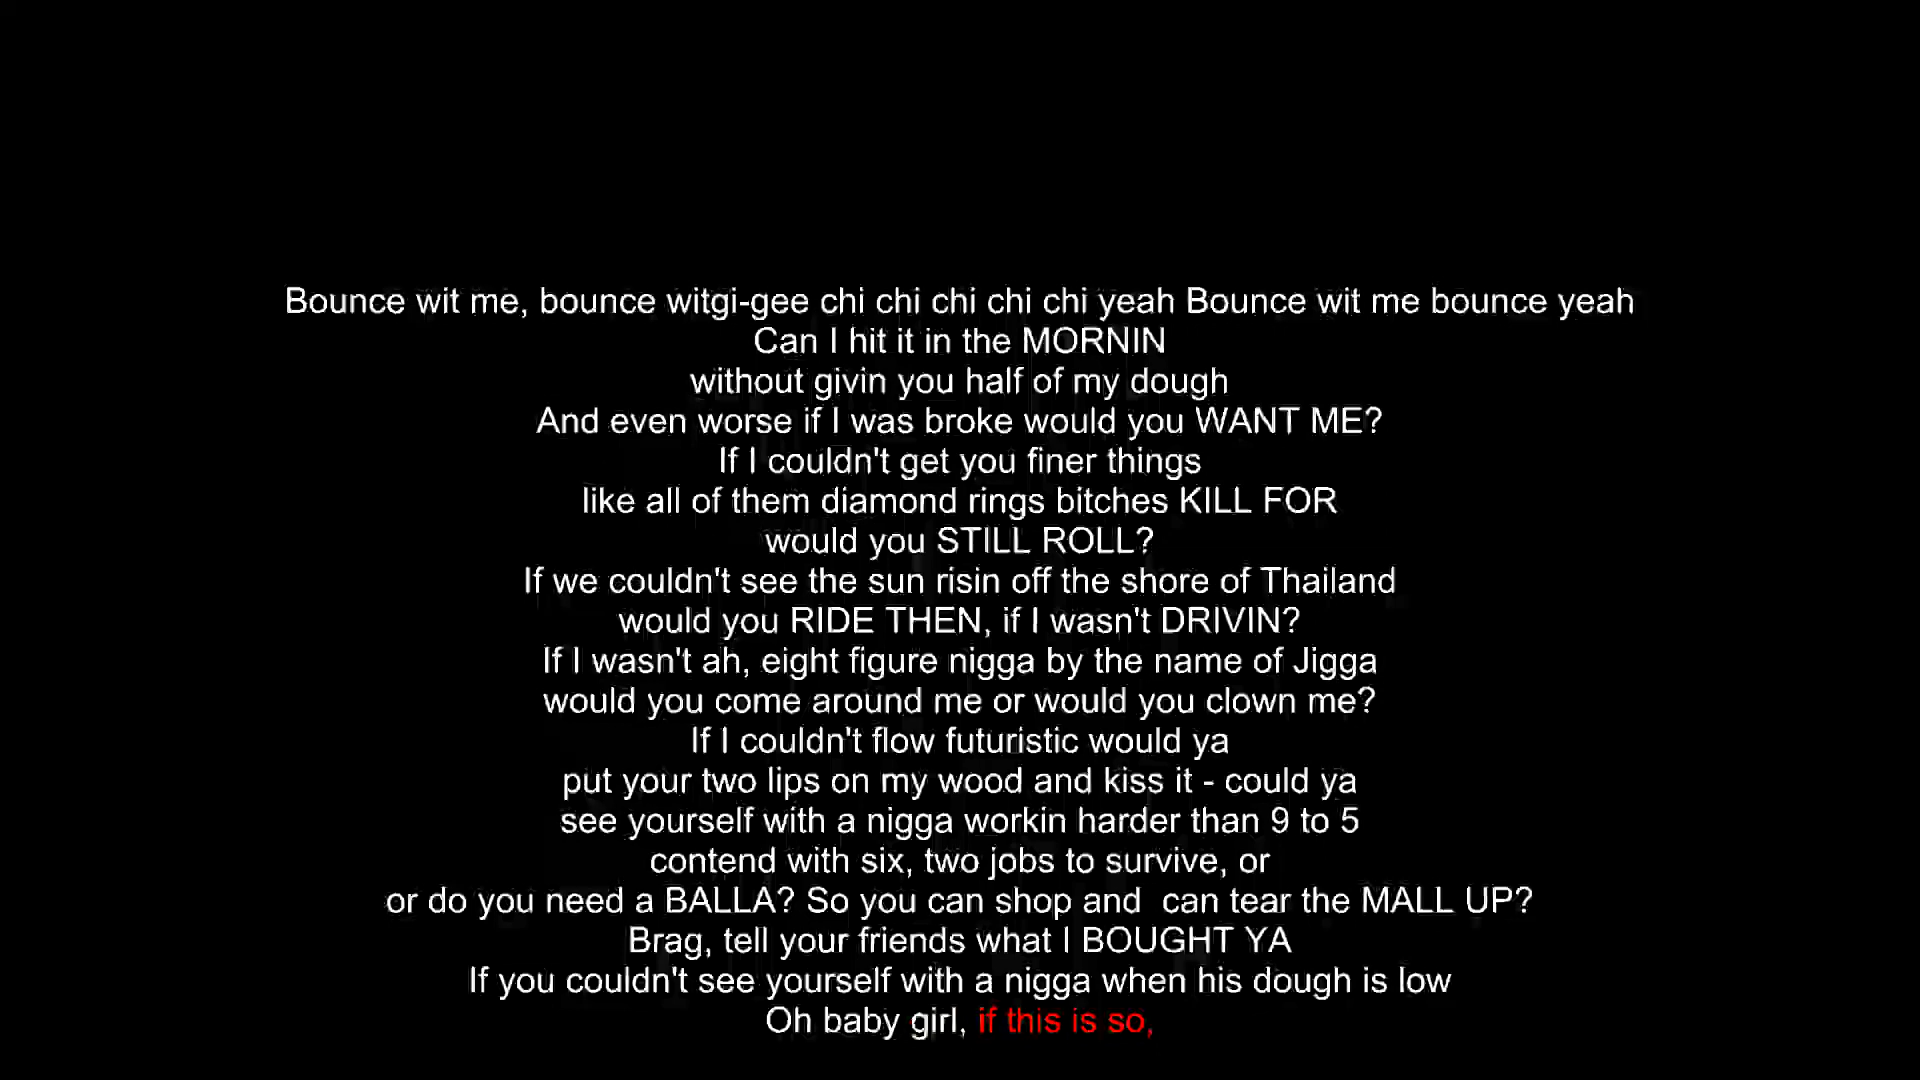 Bounce wit me, bounce witgi-gee chi chi chi chi chi yeah Bounce wit me bounce yeah
Can I hit it in the MORNIN
without givin you half of my dough
And even worse if I was broke would you WANT ME?
If I couldn't get you finer things
like all of them diamond rings bitches KILL FOR
would you STILL ROLL?
If we couldn't see the sun risin off the shore of Thailand
would you RIDE THEN, if I wasn't DRIVIN?
If I wasn't ah, eight figure nigga by the name of Jigga
would you come around me or would you clown me?
If I couldn't flow futuristic would ya
put your two lips on my wood and kiss it - could ya
see yourself with a nigga workin harder than 9 to 5
contend with six, two jobs to survive, or
or do you need a BALLA? So you can shop and  can tear the MALL UP?
Brag, tell your friends what I BOUGHT YA
If you couldn't see yourself with a nigga when his dough is low
Oh baby girl, if this is so,